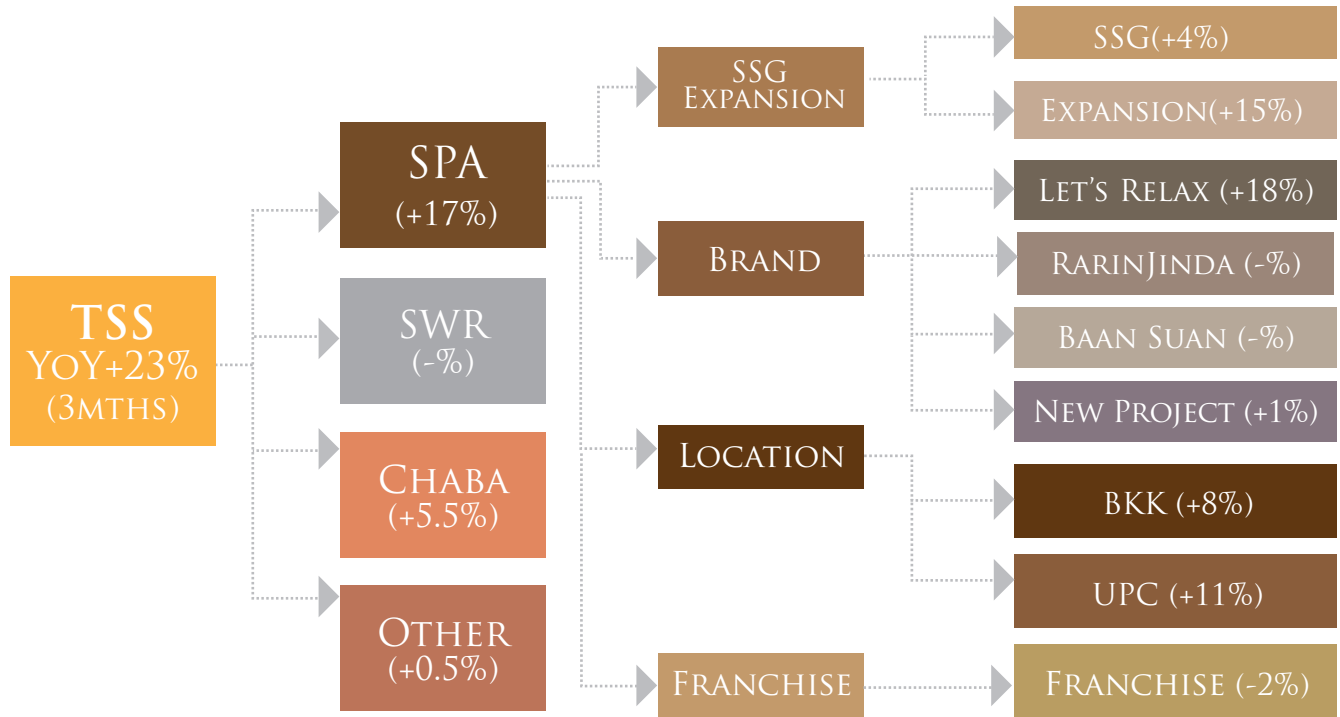 TSS
YoY+23%
(3mths)
SPA
(+17%)
SWR
(-%)
Chaba
(+5.5%)
Other
(+0.5%)
SSG
Expansion
Brand
Location
Franchise
SSG(+4%)
Expansion(+15%)
Let's Relax (+18%)
RarinJinda (-%)
Baan Suan (-%)
New Project (+1%)
BKK (+8%)
UPC (+11%)
Franchise (-2%)